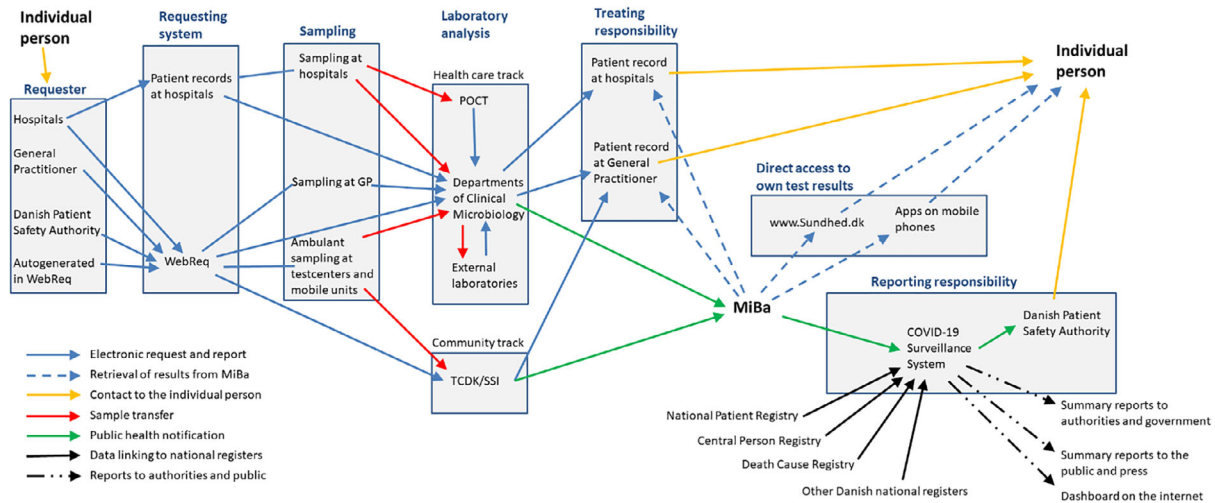 Individual
person
Requester
Hospitals
General
Practitioner
Danish Patient
Safety Authority
Autogenerated
in WebReq
Requesting
system
Patient records
at hospitals
WebReq
Sampling
Sampling at
hospitals
Sampling at GP
Ambulant
sampling at
testcenters and
mobile units
Laboratory
analysis
Health care track
POCT
Departments
of Clinical
Microbiology
External
laboratories
Community track
TCDK/SSI
Treating
responsibility
Patient record
at hospitals
Patient record
at General
Practitioner
MiBa
Direct access to
own test results
www.Sundhed.dk
Apps on mobile
phones
Individual
person
Reporting responsibility
COVID-19
Surveillance
System
Danish Patient
Safety Authority
National Patient Registry
Central Person Registry
Death Cause Registry
Other Danish national registers
Summary reports to
authorities and government
Summary reports to the
public and press
Dashboard on the internet
Electronic request and report
Retrieval of results from MiBa
Contact to the individual person
Sample transfer
Public health notification
Data linking to national registers
Reports to authorities and public